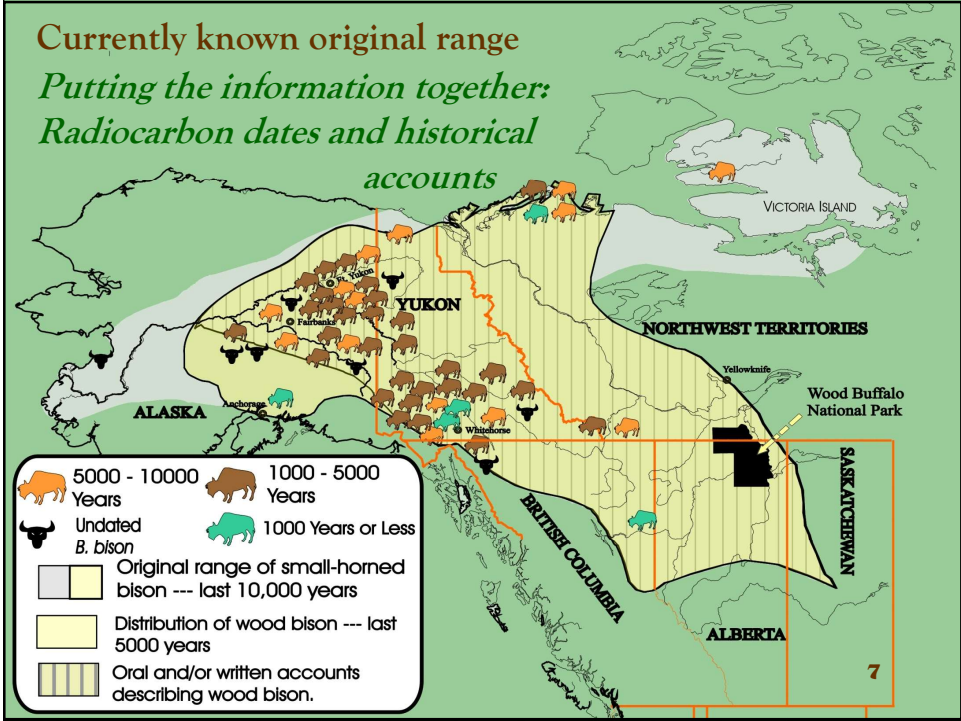 Currently known original range
Putting the information together:
Radiocarbon dates and historical
accounts
VICTORIA ISLAND
Ft. Yukon
YUKON
Fairbanks
NORTHWEST TERRITORIES
Yellowknife
Wood Buffalo
National Park
ALASKA
Anchorage
Whitehorse
SASKATCHEWAN
BRITISH COLUMBIA
ALBERTA
5000 - 10000
Years
1000 - 5000
Years
Undated
B. bison
1000 Years or Less
Original range of small-horned
bison --- last 10,000 years
Distribution of wood bison --- last
5000 years
Oral and/or written accounts
describing wood bison.
7